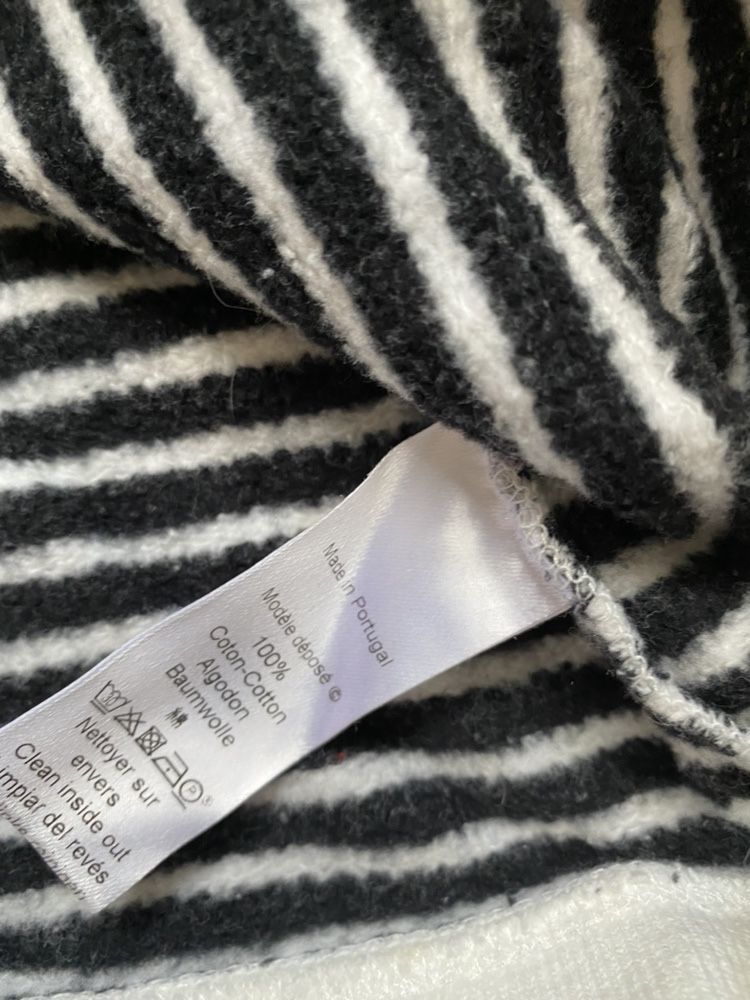 Made in Portugal
Modèle déposé ©
100%
Coton-Cotton
Algodon
Baumwolle
綿
Nettoyer sur
envers
Clean inside out
impiar del revés